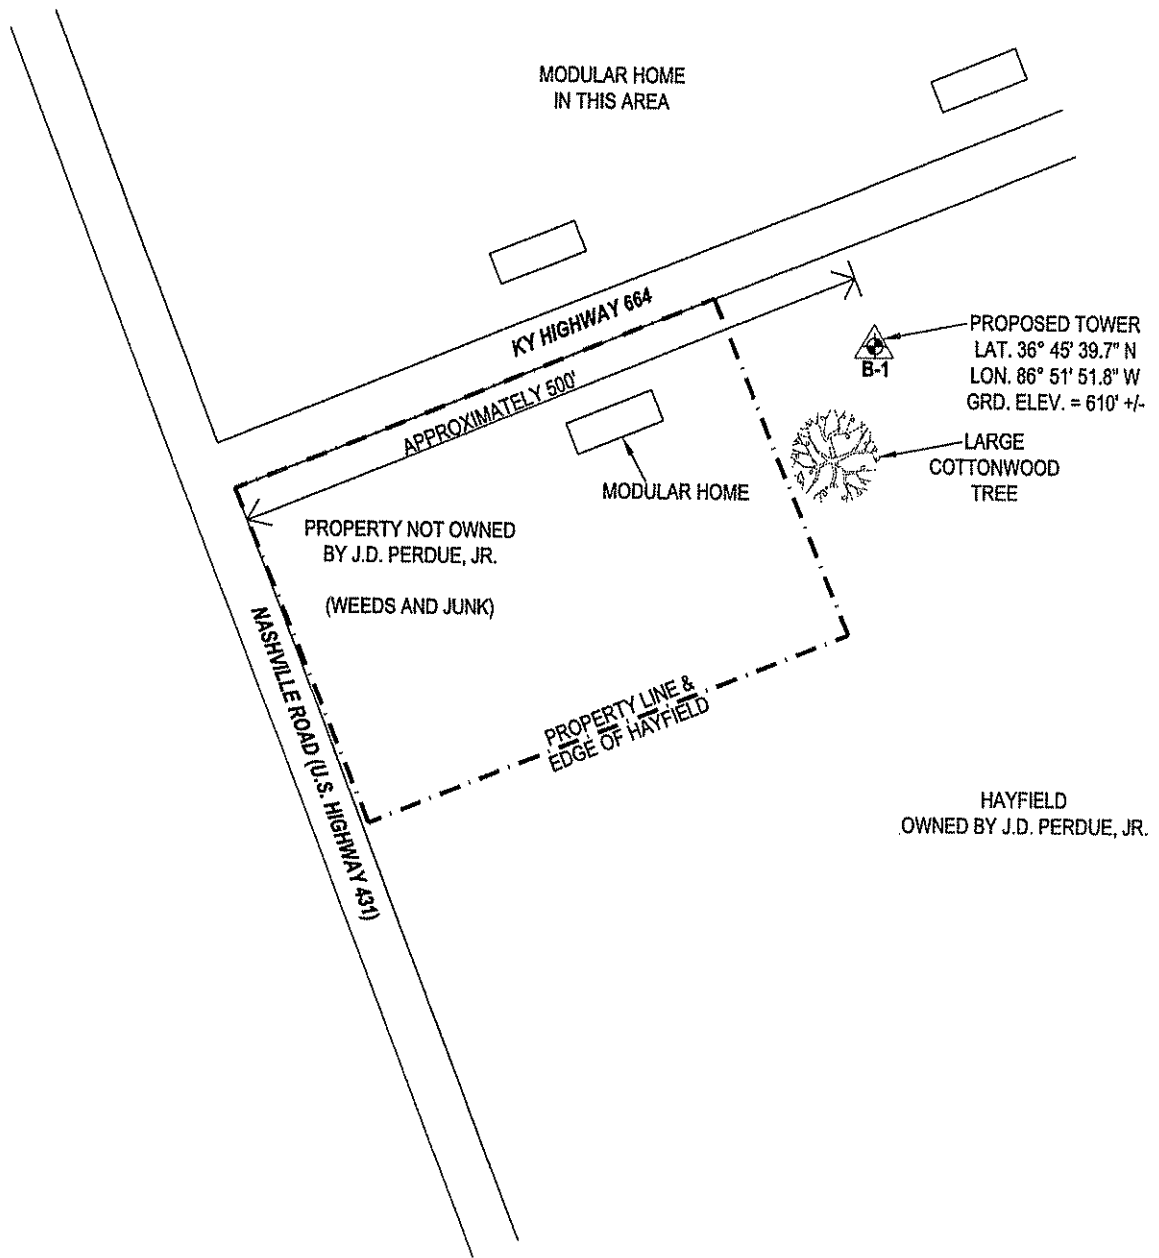 MODULAR HOME
IN THIS AREA
KY HIGHWAY 664
APPROXIMATELY 500'
PROPOSED TOWER
LAT. 36° 45' 39.7" N
LON. 86° 51' 51.8" W
GRD. ELEV. = 610' +/-
B-1
LARGE
COTTONWOOD
TREE
MODULAR HOME
PROPERTY NOT OWNED
BY J.D. PERDUE, JR.
(WEEDS AND JUNK)
NASHVILLE ROAD (U.S. HIGHWAY 431)
PROPERTY LINE &
EDGE OF HAYFIELD
HAYFIELD
OWNED BY J.D. PERDUE, JR.